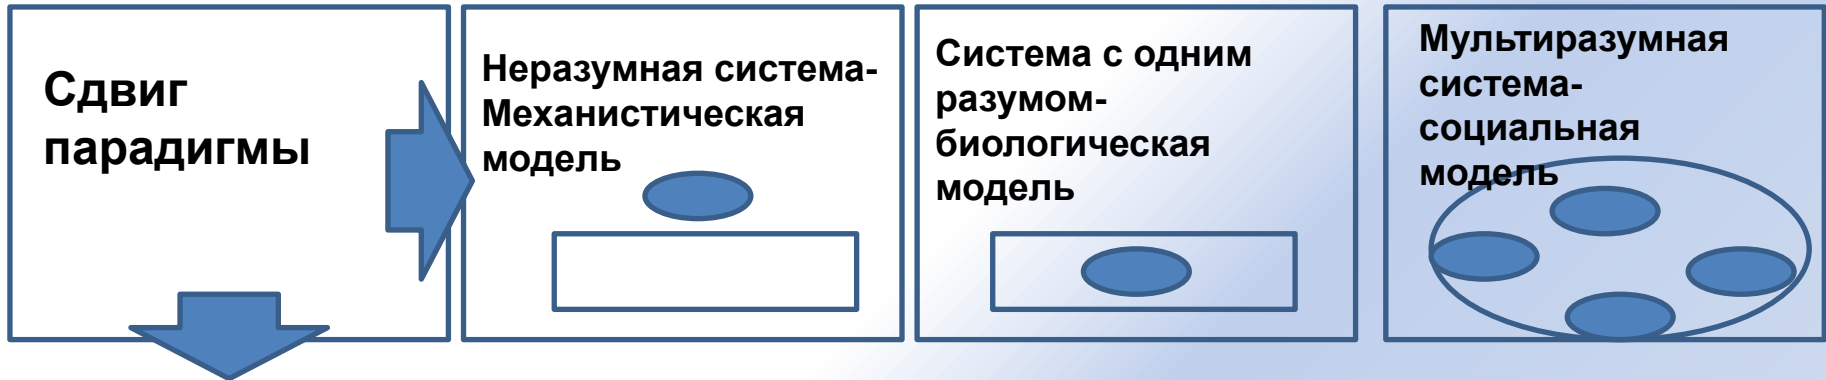 Сдвиг
парадигмы
Неразумная система-
Механистическая
модель
Система с одним
разумом-
биологическая
модель
Мультиразумная
система-
социальная
модель